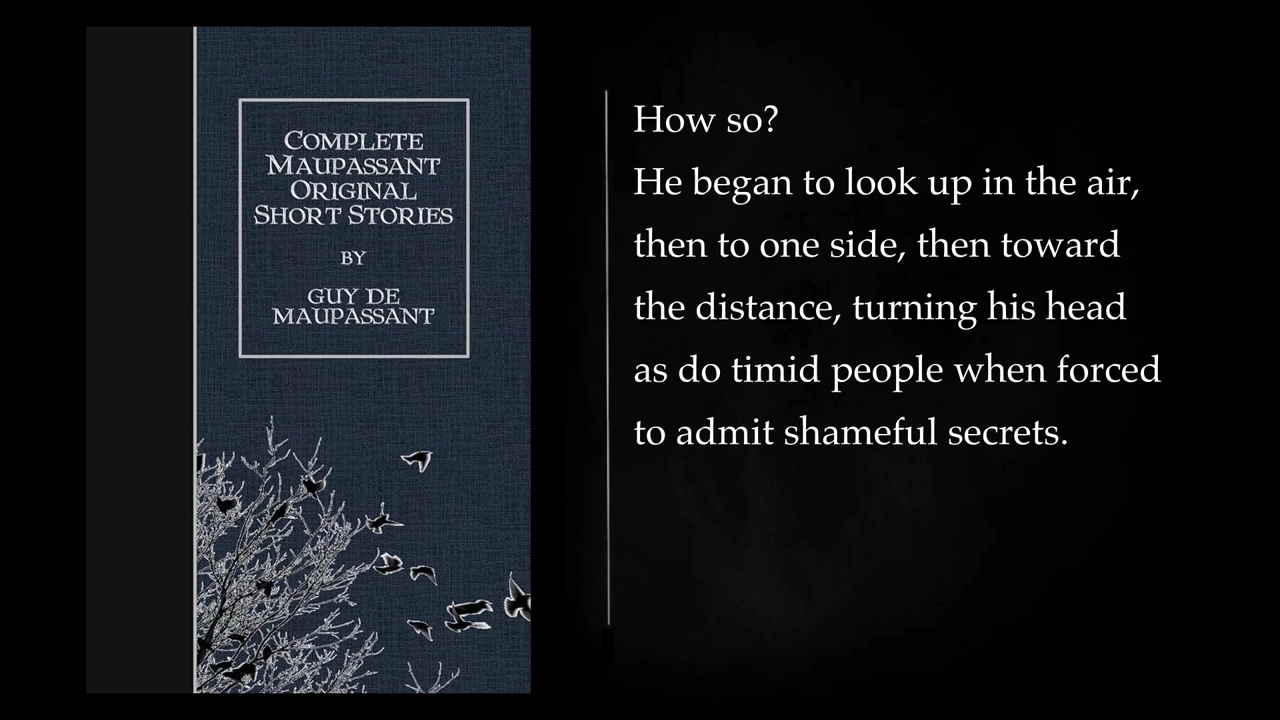 COMPLETE
MAUPASSANT
ORIGINAL
SHORT STORIES
BY
GUY DE
MAUPASSANT
How so?
He began to look up in the air,
then to one side, then toward
the distance, turning his head
as do timid people when forced
to admit shameful secrets.